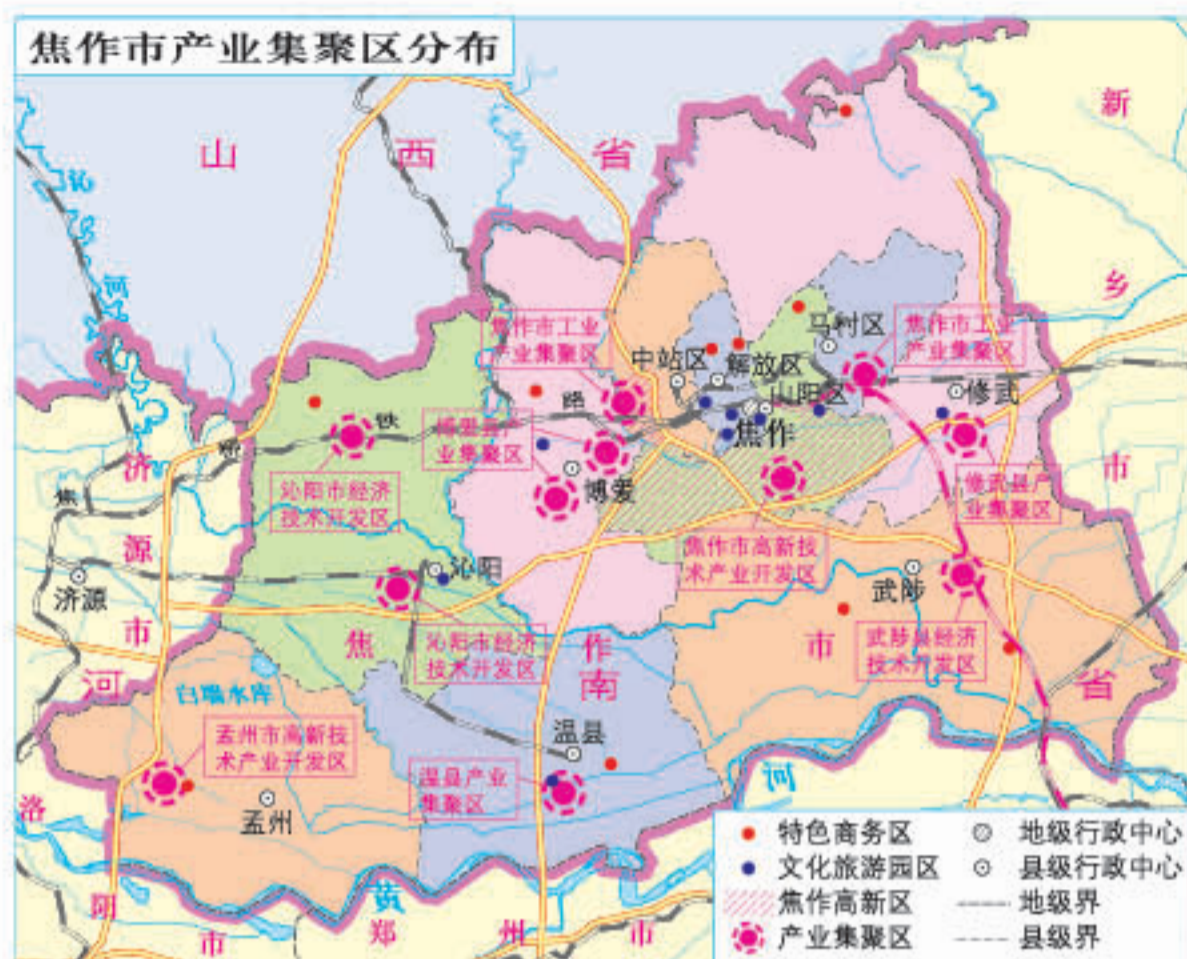 焦作市产业集聚区分布
山西省
新乡市
沁河
济源市
焦作市工业
产业集聚区
马村区
焦作市工业
产业集聚区
中站区
解放区
山阳区
修武
焦作
铁路
博爱县产
业集聚区
博爱
沁阳市经济
技术开发区
修武县产
业集聚区
焦作市高新技
术产业开发区
焦
沁阳
济源
武陟
焦作市
沁阳市经济
技术开发区
武陟县经济
技术开发区
河南省
白墙水库
孟州市高新技
术产业开发区
温县
温县产业
集聚区
孟州
黄河
洛阳市
郑州市
特色商务区
地级行政中心
文化旅游园区
县级行政中心
焦作高新区
地级界
产业集聚区
县级界